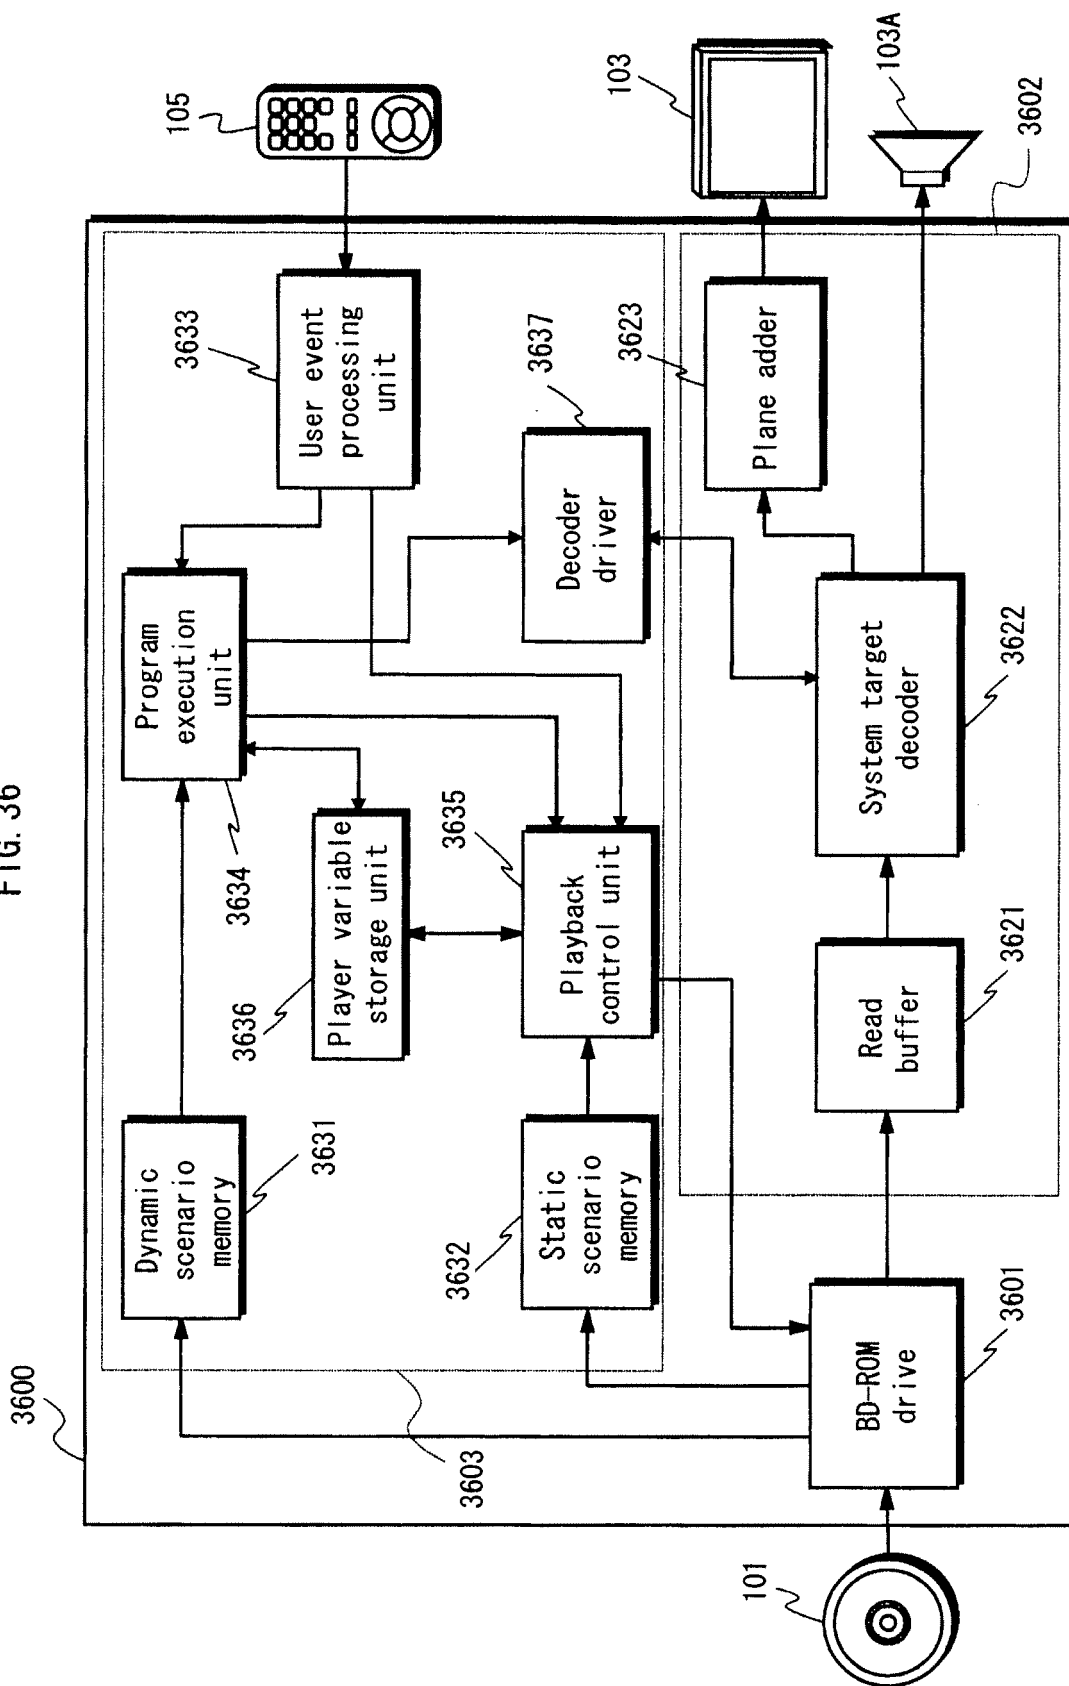 FIG. 36
3600
Dynamic
scenario
memory
3631
Program
execution
unit
3634
3633
User event
processing
unit
105
3636
Player variable
storage unit
3635
3637
3632
Static
scenario
memory
Playback
control unit
Decoder
driver
3603
3623
Plane adder
103
101
BD-ROM
drive
3601
Read
buffer
3621
System target
decoder
3622
103A
3602